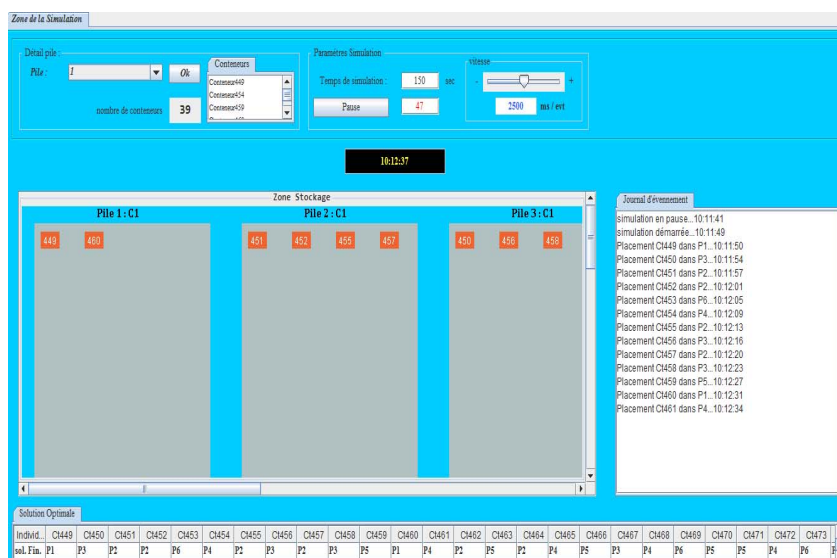 Zone de la Simulation
Détail pile :
Pile :
1
Ok
nombre de conteneurs
39
Conteneurs
Conteneur449
Conteneur454
Conteneur459
Paramètres Simulation
Temps de simulation :
150
sec
Pause
47
vitesse
- +
2500 ms / evt
10:12:37
Zone Stockage
Pile 1 : C1
Pile 2 : C1
Pile 3 : C1
449 460
451 452 455 457
450 456 458
Journal d'évennement
simulation en pause...10:11:41
simulation démarrée...10:11:49
Placement Ct449 dans P1...10:11:50
Placement Ct450 dans P3...10:11:54
Placement Ct451 dans P2...10:11:57
Placement Ct452 dans P2...10:12:01
Placement Ct453 dans P6...10:12:05
Placement Ct454 dans P4...10:12:09
Placement Ct455 dans P2...10:12:13
Placement Ct456 dans P3...10:12:16
Placement Ct457 dans P2...10:12:20
Placement Ct458 dans P3...10:12:23
Placement Ct459 dans P5...10:12:27
Placement Ct460 dans P1...10:12:31
Placement Ct461 dans P4...10:12:34
Solution Optimale
Individ... Ct449 Ct450 Ct451 Ct452 Ct453 Ct454 Ct455 Ct456 Ct457 Ct458 Ct459 Ct460 Ct461 Ct462 Ct463 Ct464 Ct465 Ct466 Ct467 Ct468 Ct469 Ct470 Ct471 Ct472 Ct473
sol. Fin. P1 P3 P2 P2 P6 P4 P2 P3 P2 P3 P5 P1 P4 P2 P5 P2 P4 P5 P3 P4 P6 P5 P5 P4 P6